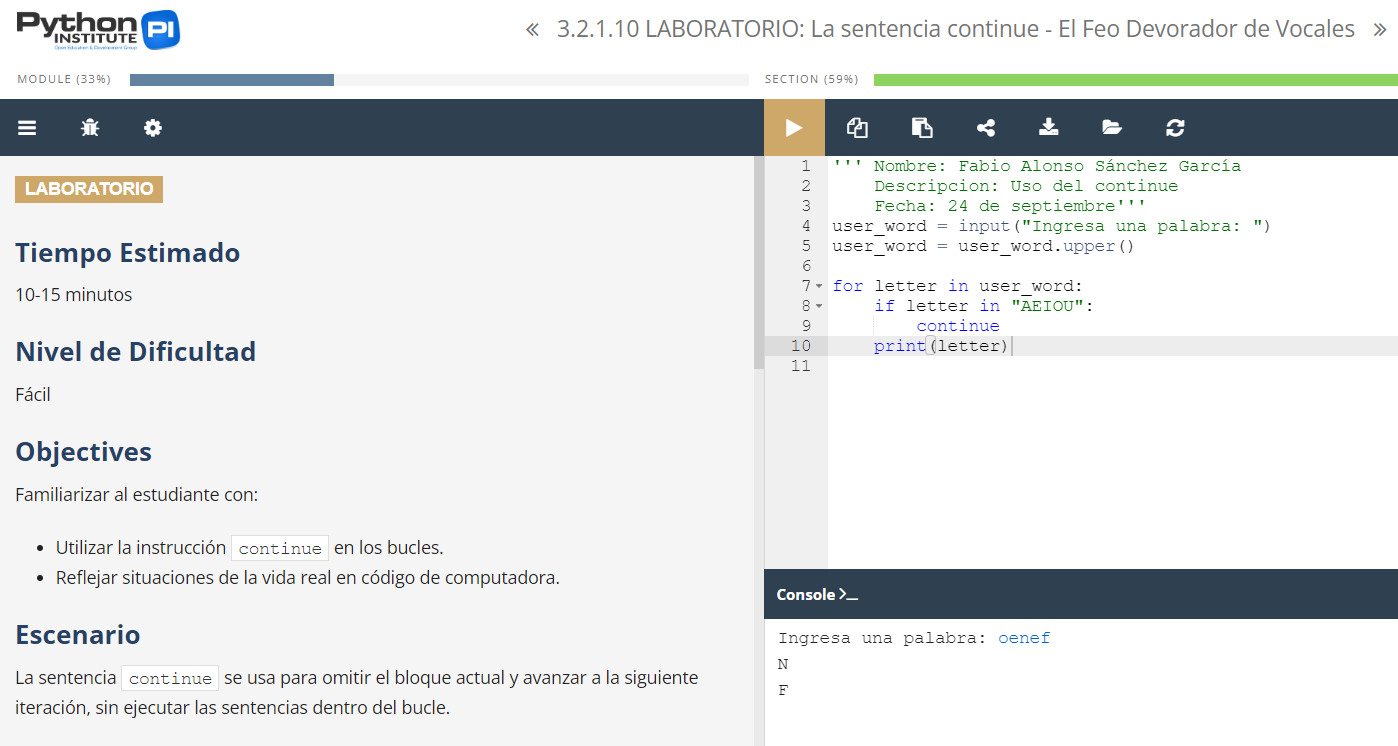 Python INSTITUTE PI
Open Education & Development Group
« 3.2.1.10 LABORATORIO: La sentencia continue - El Feo Devorador de Vocales »
MODULE (33%)
SECTION (59%)
LABORATORIO
Tiempo Estimado
10-15 minutos
Nivel de Dificultad
Fácil
Objectives
Familiarizar al estudiante con:
• Utilizar la instrucción continue en los bucles.
• Reflejar situaciones de la vida real en código de computadora.
Escenario
La sentencia continue se usa para omitir el bloque actual y avanzar a la siguiente
iteración, sin ejecutar las sentencias dentro del bucle.
1 ''' Nombre: Fabio Alonso Sánchez García
2     Descripcion: Uso del continue
3     Fecha: 24 de septiembre'''
4 user_word = input("Ingresa una palabra: ")
5 user_word = user_word.upper()
6
7 for letter in user_word:
8     if letter in "AEIOU":
9         continue
10     print(letter)
11
Console >_
Ingresa una palabra: oenef
N
F